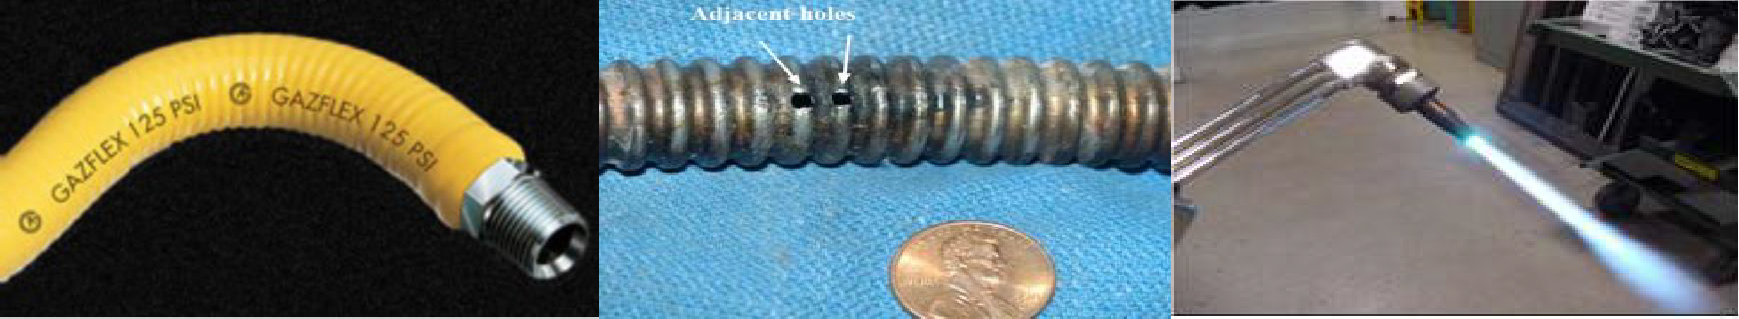 GAZFLEX 125 PSI
GAZFLEX 125 PSI
Adjacent holes